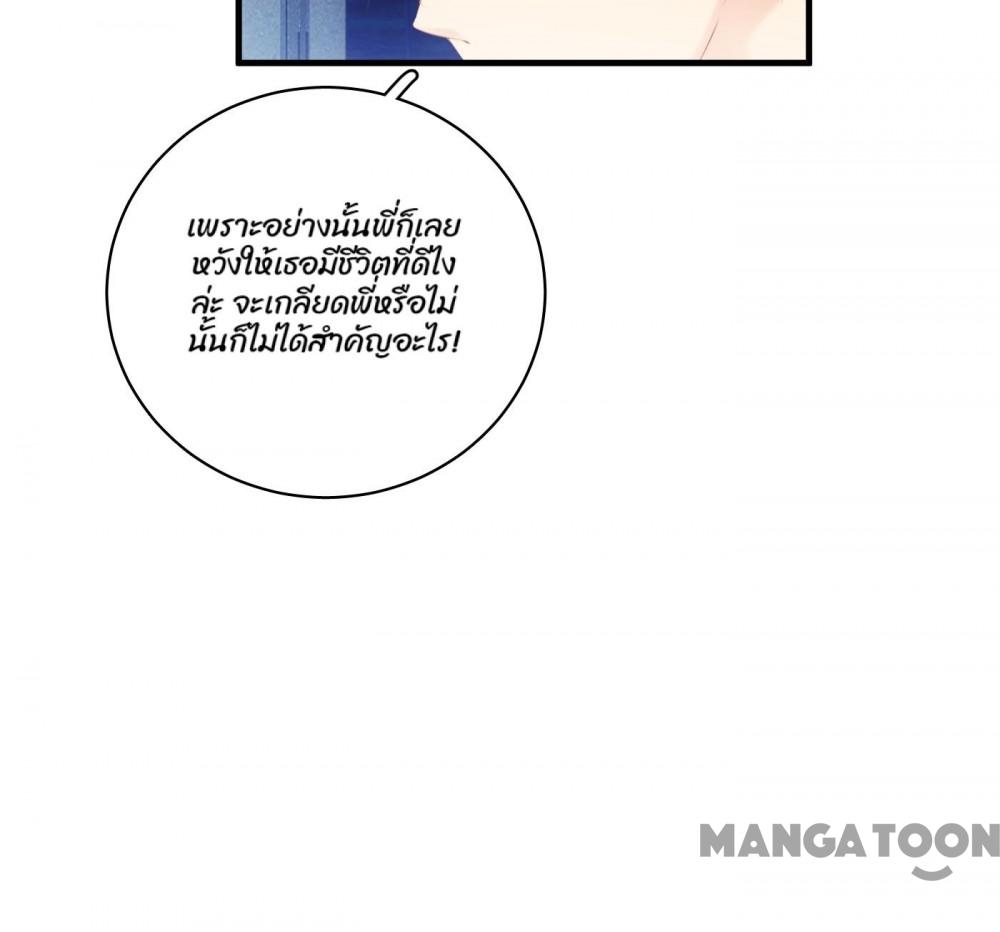 เพราะอย่างนั้นพี่ก็เลย
หวังให้เธอมีชีวิตที่ดีไง
ล่ะ จะเกลียดพี่หรือไม่
นั้นก็ไม่ได้สำคัญอะไร!
MANGATOON